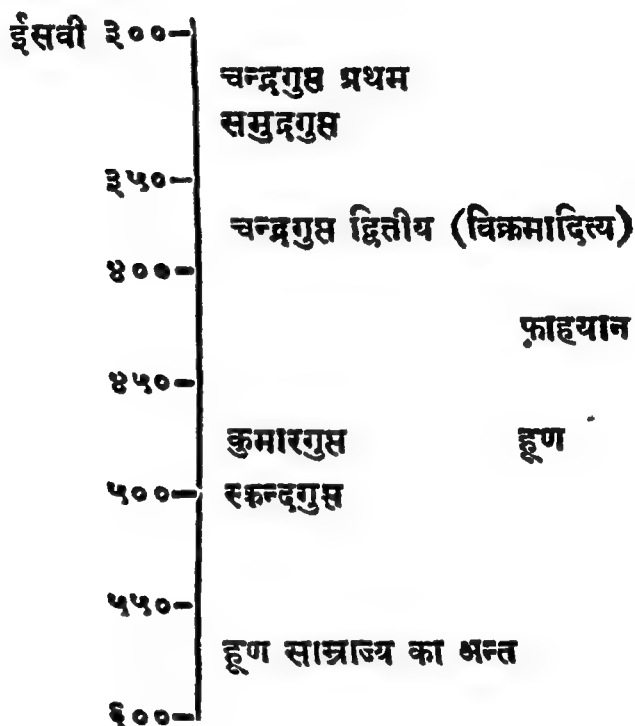 ईसवी ३००
चन्द्रगुप्त प्रथम
समुद्रगुप्त
३५०
चन्द्रगुप्त द्वितीय (विक्रमादित्य)
४००
फ़ाहयान
४५०
कुमारगुप्त हूण
५०० स्कन्दगुप्त
५५०
हूण साम्राज्य का अन्त
६००